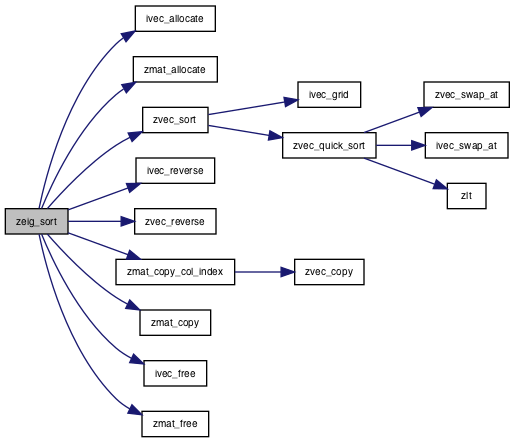 ivec_allocate
zmat_allocate
zvec_sort
ivec_grid
zvec_swap_at
zvec_quick_sort
ivec_swap_at
ivec_reverse
zlt
zeig_sort
zvec_reverse
zmat_copy_col_index
zvec_copy
zmat_copy
ivec_free
zmat_free